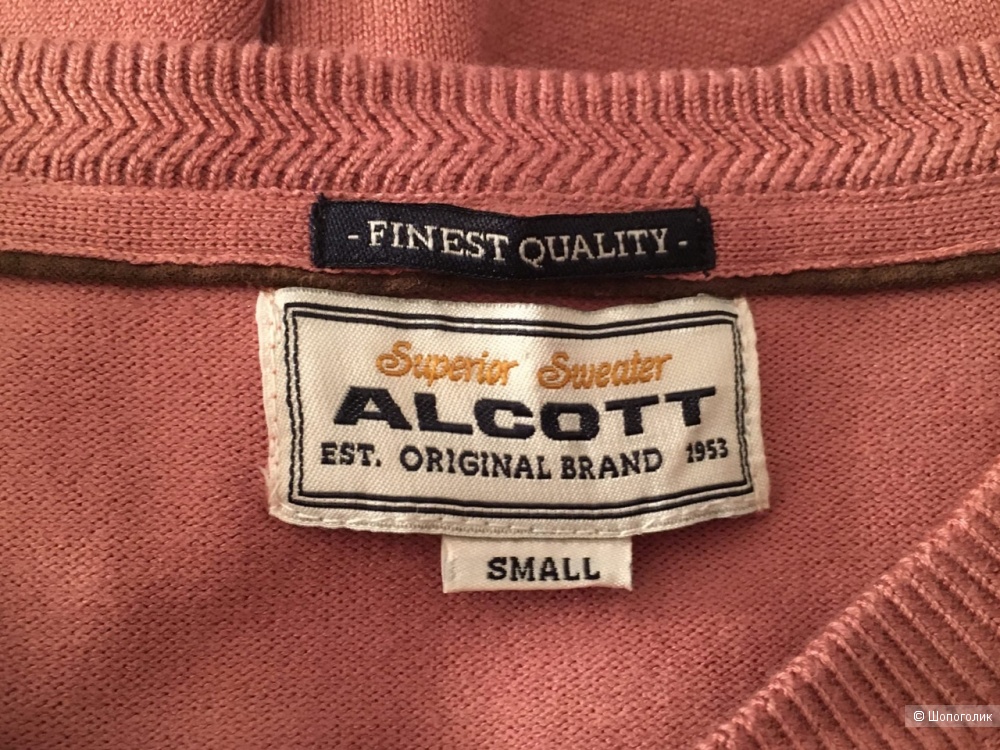 - FINEST QUALITY -
Superior Sweater
ALCOTT
EST. ORIGINAL BRAND 1953
SMALL
© Шопоголик